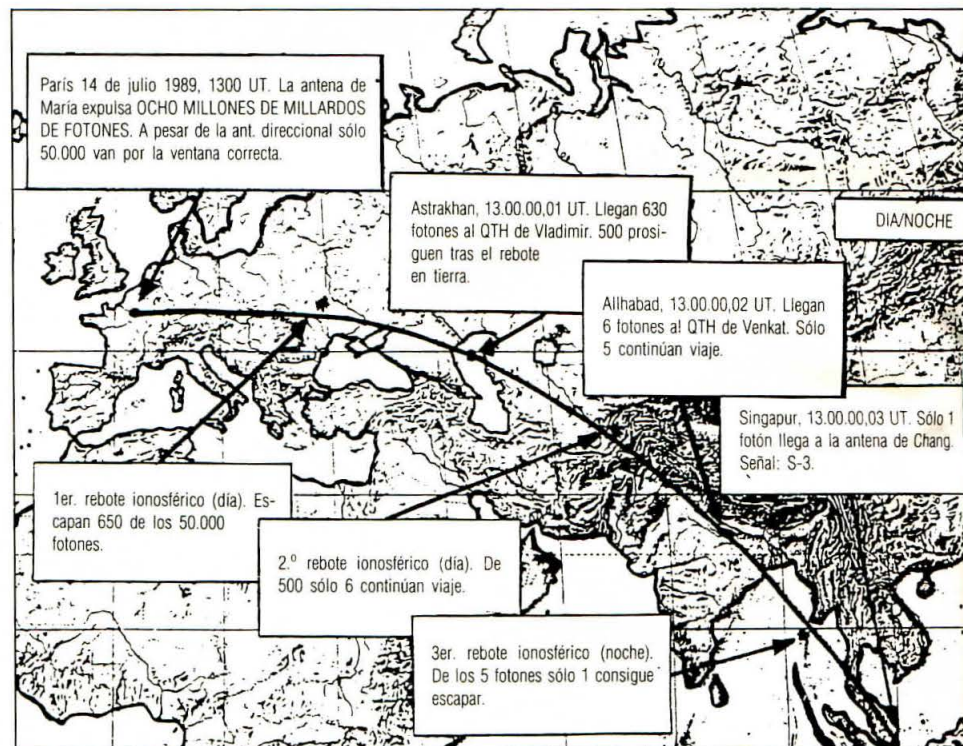 París 14 de julio 1989, 1300 UT. La antena de
María expulsa OCHO MILLONES DE MILLARDOS
DE FOTONES. A pesar de la ant. direccional sólo
50.000 van por la ventana correcta.
Astrakhan, 13.00.00,01 UT. Llegan 630
fotones al QTH de Vladimir. 500 prosi-
guen tras el rebote
en tierra.
DIA/NOCHE
Allhabad, 13.00.00,02 UT. Llegan
6 fotones al QTH de Venkat. Sólo
5 continúan viaje.
Singapur, 13.00.00,03 UT. Sólo 1
fotón llega a la antena de Chang.
Señal: S-3.
1er. rebote ionosférico (día). Es-
capan 650 de los 50.000
fotones.
2.º rebote ionosférico (día). De
500 sólo 6 continúan viaje.
3er. rebote ionosférico (noche).
De los 5 fotones sólo 1 consigue
escapar.